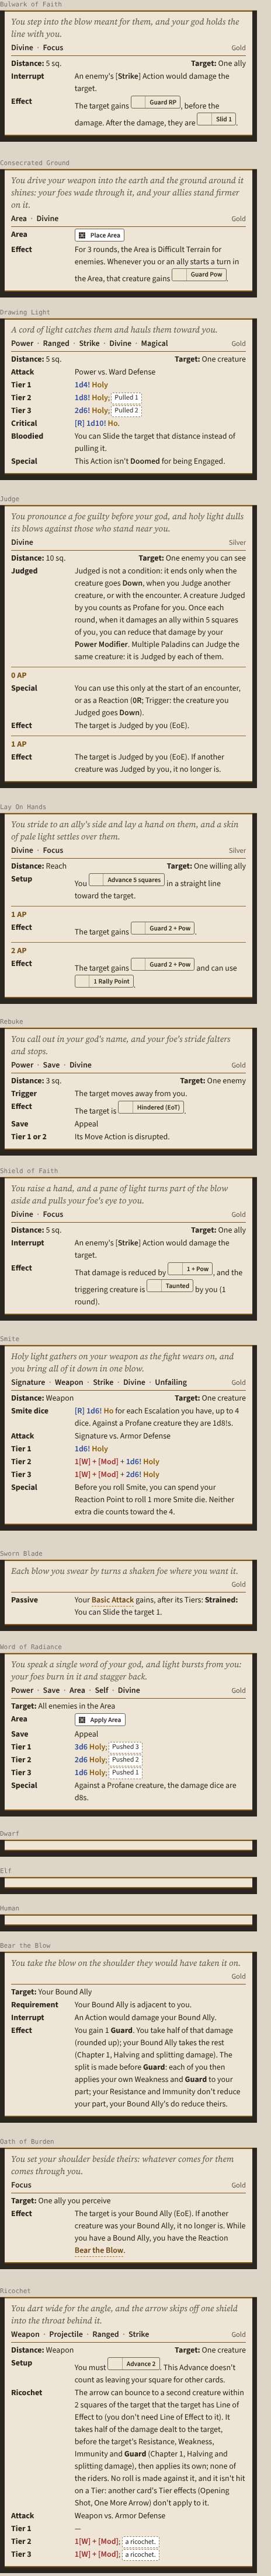 Bulwark of Faith
You step into the blow meant for them, and your god holds the
line with you.
Divine · Focus Gold
Distance: 5 sq. Target: One ally
Interrupt An enemy's [Strike] Action would damage the
target.
Effect The target gains Guard RP, before the
damage. After the damage, they are Slid 1.
Consecrated Ground
You drive your weapon into the earth and the ground around it
shines: your foes wade through it, and your allies stand firmer
on it.
Area · Divine Gold
Area Place Area
Effect For 3 rounds, the Area is Difficult Terrain for
enemies. Whenever you or an ally starts a turn in
the Area, that creature gains Guard Pow.
Drawing Light
A cord of light catches them and hauls them toward you.
Power · Ranged · Strike · Divine · Magical Gold
Distance: 5 sq. Target: One creature
Attack Power vs. Ward Defense
Tier 1 1d4! Holy
Tier 2 1d8! Holy; Pulled 1
Tier 3 2d6! Holy; Pulled 2
Critical [R] 1d10! Ho.
Bloodied You can Slide the target that distance instead of
pulling it.
Special This Action isn't Doomed for being Engaged.
Judge
You pronounce a foe guilty before your god, and holy light dulls
its blows against those who stand near you.
Divine Silver
Distance: 10 sq. Target: One enemy you can see
Judged Judged is not a condition: it ends only when the
creature goes Down, when you Judge another
creature, or with the encounter. A creature Judged
by you counts as Profane for you. Once each
round, when it damages an ally within 5 squares
of you, you can reduce that damage by your
Power Modifier. Multiple Paladins can Judge the
same creature: it is Judged by each of them.
0 AP
Special You can use this only at the start of an encounter,
or as a Reaction (0R; Trigger: the creature you
Judged goes Down).
Effect The target is Judged by you (EoE).
1 AP
Effect The target is Judged by you (EoE). If another
creature was Judged by you, it no longer is.
Lay On Hands
You stride to an ally's side and lay a hand on them, and a skin
of pale light settles over them.
Divine · Focus Silver
Distance: Reach Target: One willing ally
Setup You Advance 5 squares in a straight line
toward the target.
1 AP
Effect The target gains Guard 2 + Pow.
2 AP
Effect The target gains Guard 2 + Pow and can use
1 Rally Point.
Rebuke
You call out in your god's name, and your foe's stride falters
and stops.
Power · Save · Divine Gold
Distance: 3 sq. Target: One enemy
Trigger The target moves away from you.
Effect The target is Hindered (EoT).
Save Appeal
Tier 1 or 2 Its Move Action is disrupted.
Shield of Faith
You raise a hand, and a pane of light turns part of the blow
aside and pulls your foe's eye to you.
Divine · Focus Gold
Distance: 5 sq. Target: One ally
Interrupt An enemy's [Strike] Action would damage the
target.
Effect That damage is reduced by 1 + Pow, and the
triggering creature is Taunted by you (1
round).
Smite
Holy light gathers on your weapon as the fight wears on, and
you bring all of it down in one blow.
Signature · Weapon · Strike · Divine · Unfailing Gold
Distance: Weapon Target: One creature
Smite dice [R] 1d6! Ho for each Escalation you have, up to 4
dice. Against a Profane creature they are 1d8!s.
Attack Signature vs. Armor Defense
Tier 1 1d6! Holy
Tier 2 1[W] + [Mod] + 1d6! Holy
Tier 3 1[W] + [Mod] + 2d6! Holy
Special Before you roll Smite, you can spend your
Reaction Point to roll 1 more Smite die. Neither
extra die counts toward the 4.
Sworn Blade
Each blow you swear by turns a shaken foe where you want it.
Gold
Passive Your Basic Attack gains, after its Tiers: Strained:
You can Slide the target 1.
Word of Radiance
You speak a single word of your god, and light bursts from you:
your foes burn in it and stagger back.
Power · Save · Area · Self · Divine Gold
Target: All enemies in the Area
Area Apply Area
Save Appeal
Tier 1 3d6 Holy; Pushed 3
Tier 2 2d6 Holy; Pushed 2
Tier 3 1d6 Holy; Pushed 1
Special Against a Profane creature, the damage dice are
d8s.
Dwarf
Elf
Human
Bear the Blow
You take the blow on the shoulder they would have taken it on.
Gold
Target: Your Bound Ally
Requirement Your Bound Ally is adjacent to you.
Interrupt An Action would damage your Bound Ally.
Effect You gain 1 Guard. You take half of that damage
(rounded up); your Bound Ally takes the rest
(Chapter 1, Halving and splitting damage). The
split is made before Guard: each of you then
applies your own Weakness and Guard to your
part; your Resistance and Immunity don't reduce
your part, your Bound Ally's do reduce theirs.
Oath of Burden
You set your shoulder beside theirs: whatever comes for them
comes through you.
Focus Gold
Target: One ally you perceive
Effect The target is your Bound Ally (EoE). If another
creature was your Bound Ally, it no longer is. While
you have a Bound Ally, you have the Reaction
Bear the Blow.
Ricochet
You dart wide for the angle, and the arrow skips off one shield
into the throat behind it.
Weapon · Projectile · Ranged · Strike Gold
Distance: Weapon Target: One creature
Setup You must Advance 2. This Advance doesn't
count as leaving your square for other cards.
Ricochet The arrow can bounce to a second creature within
2 squares of the target that the target has Line of
Effect to (you don't need Line of Effect to it). It
takes half of the damage dealt to the target,
before the target's Resistance, Weakness,
Immunity and Guard (Chapter 1, Halving and
splitting damage), then applies its own; none of
the riders. No roll is made against it, and it isn't hit
on a Tier: another card's Tier effects (Opening
Shot, One More Arrow) don't apply to it.
Attack Weapon vs. Armor Defense
Tier 1 —
Tier 2 1[W] + [Mod]; a ricochet.
Tier 3 1[W] + [Mod]; a ricochet.